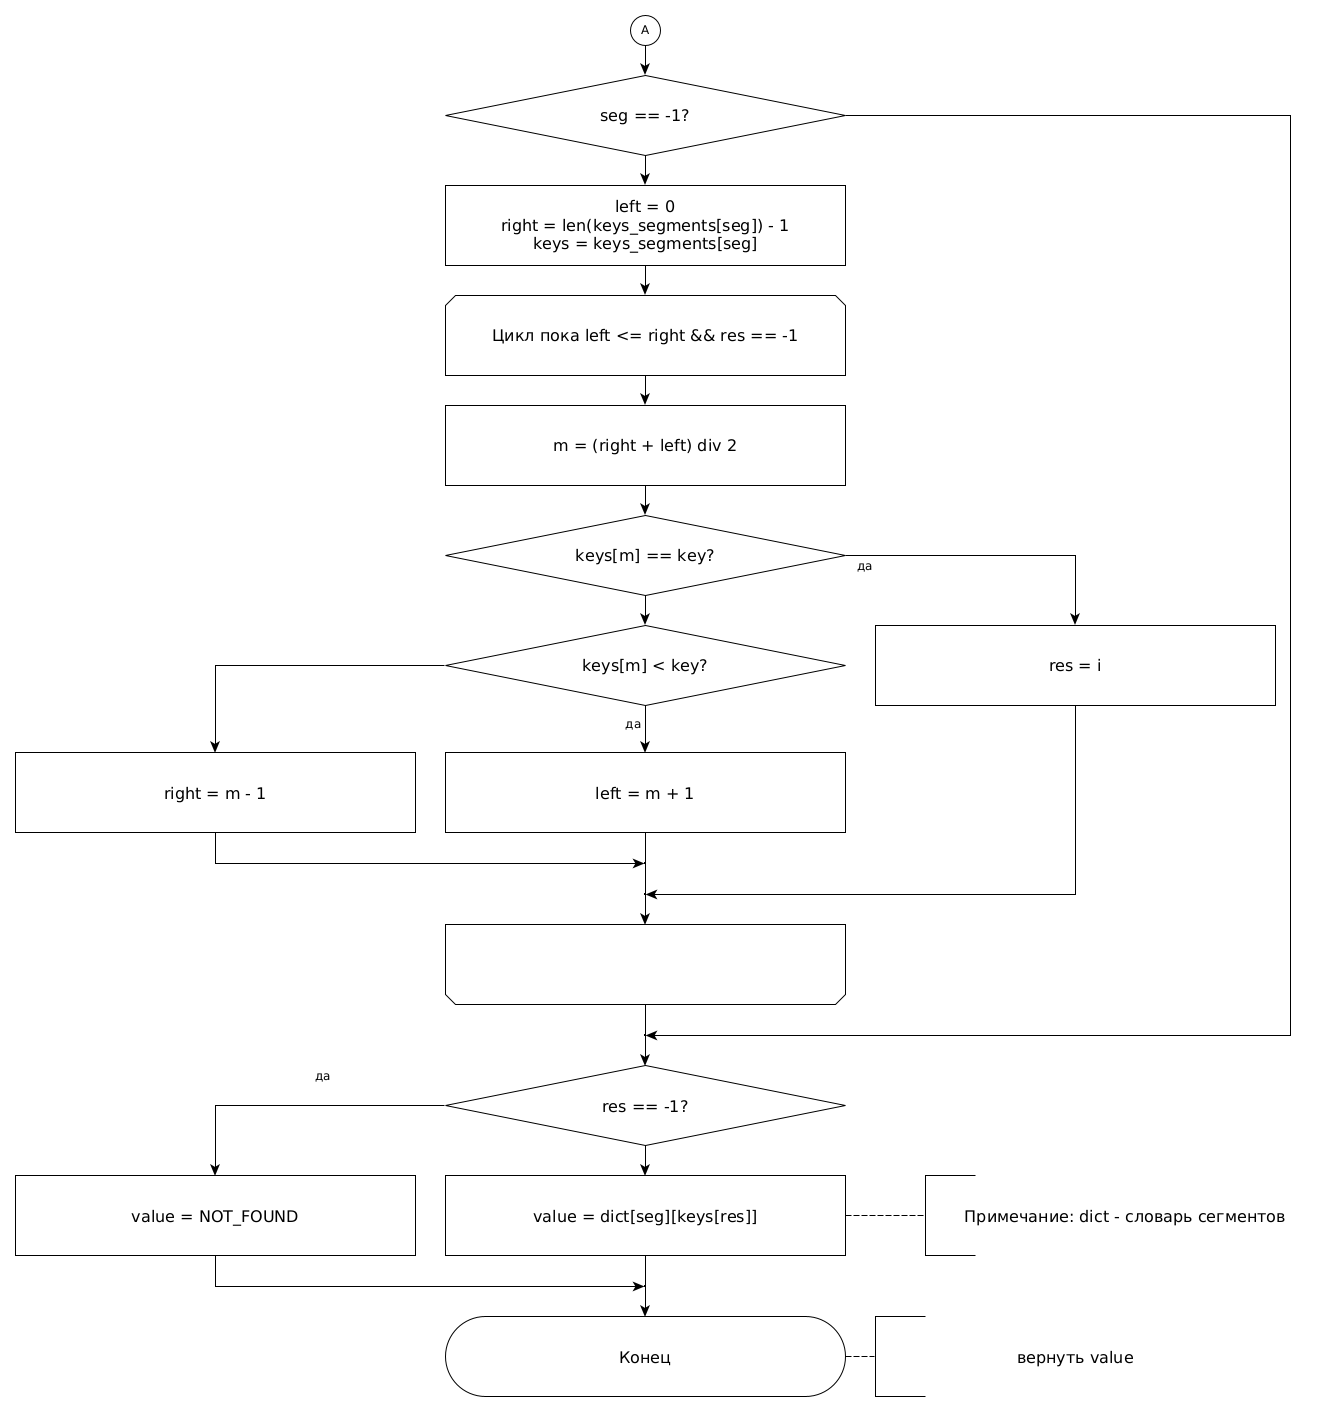 A
seg == -1?
left = 0
right = len(keys_segments[seg]) - 1
keys = keys_segments[seg]
Цикл пока left <= right && res == -1
m = (right + left) div 2
keys[m] == key?
да
keys[m] < key?
res = i
да
right = m - 1
left = m + 1
да
res == -1?
value = NOT_FOUND
value = dict[seg][keys[res]]
Примечание: dict - словарь сегментов
Конец
вернуть value